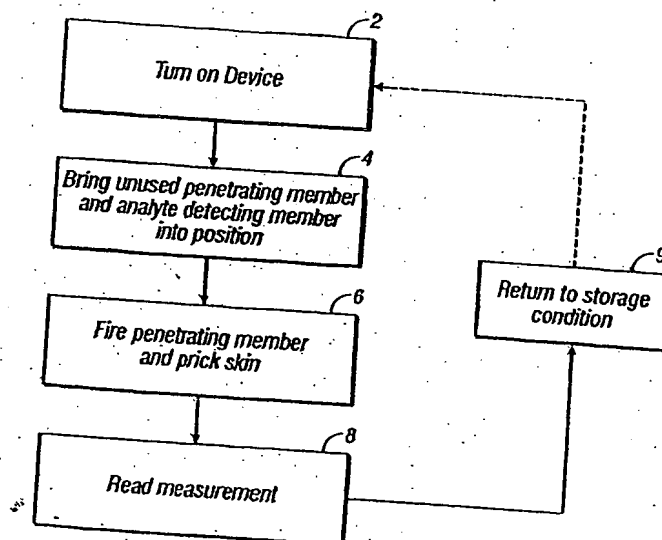 2
Turn on Device
4
Bring unused penetrating member
and analyte detecting member
into position
6
Fire penetrating member
and prick skin
8
Read measurement
9
Return to storage
condition